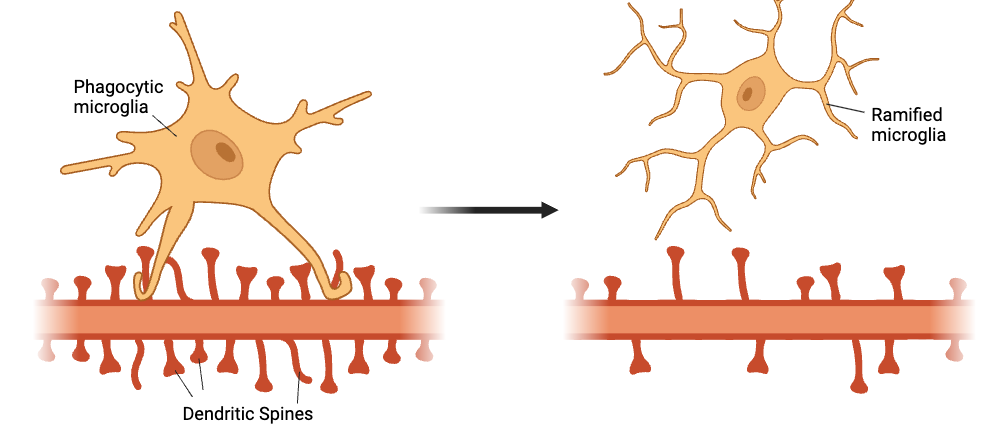 Phagocytic
microglia
Ramified
microglia
Dendritic Spines